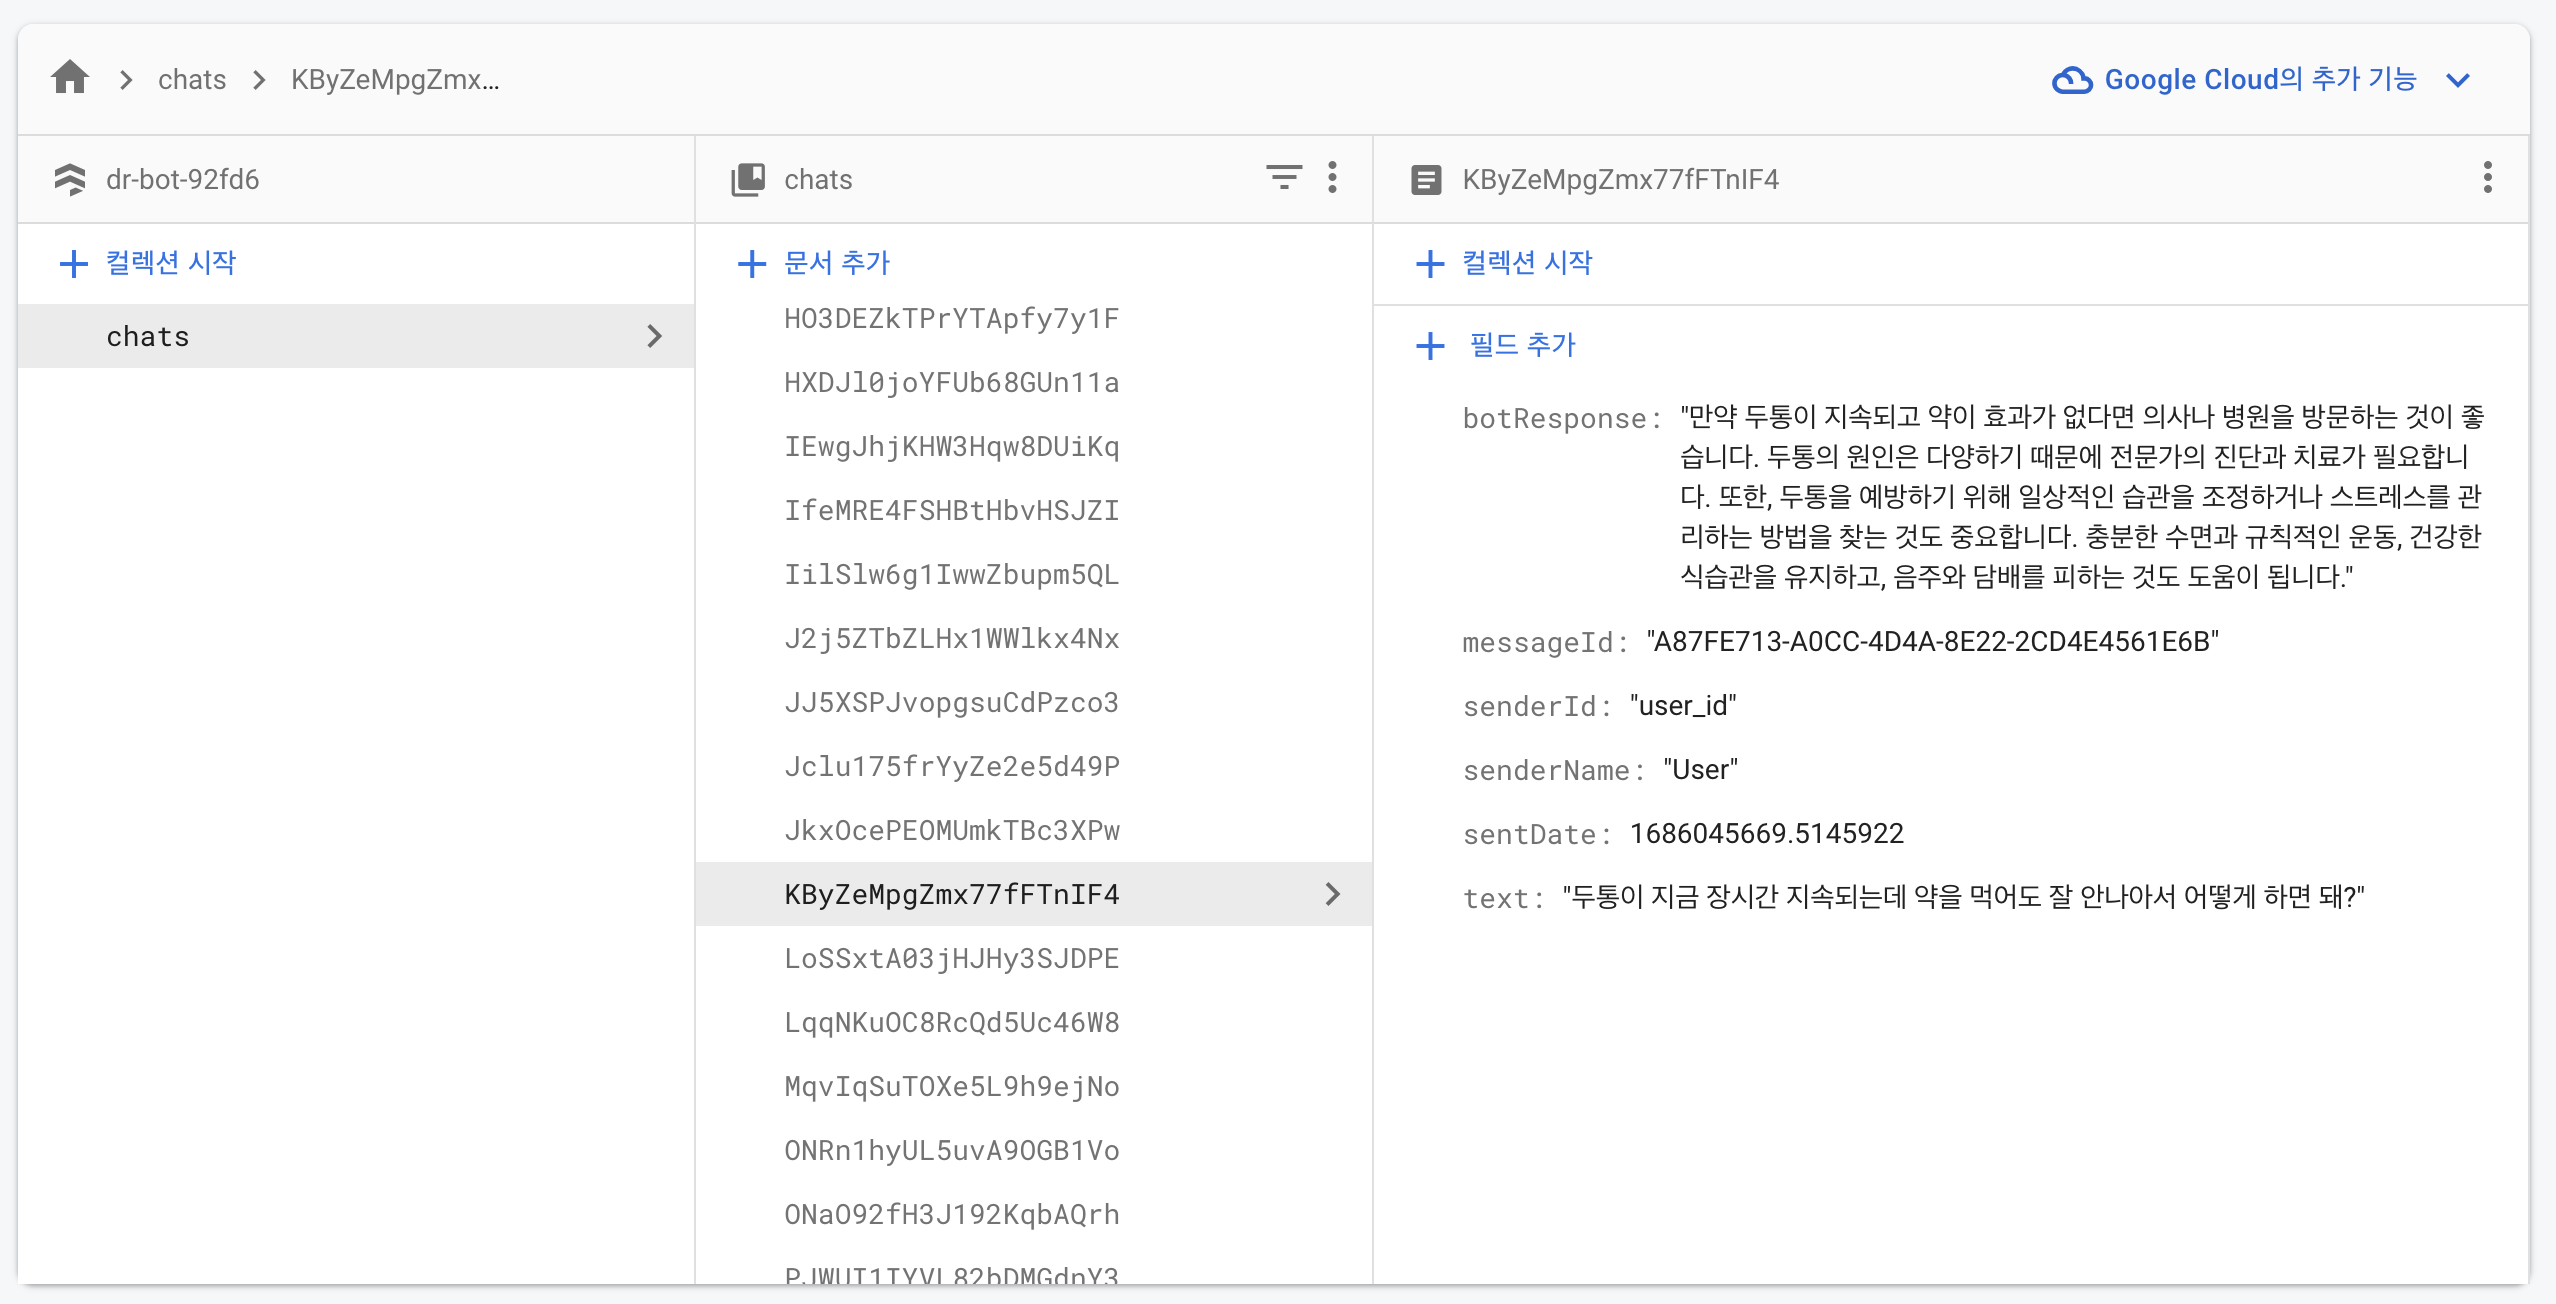 chats
KByZeMpgZmx…
Google Cloud의 추가 기능
dr-bot-92fd6
컬렉션 시작
chats
chats
문서 추가
HO3DEZkTPrYTApfy7y1F
HXDJl0joYFUb68GUn11a
IEwgJhjKHW3Hqw8DUiKq
IfeMRE4FSHBtHbvHSJZI
IilSlw6g1IwwZbupm5QL
J2j5ZTbZLHx1WWlkx4Nx
JJ5XSPJvopgsuCdPzco3
Jclu175frYyZe2e5d49P
JkxOcePEOMUmkTBc3XPw
KByZeMpgZmx77fFTnIF4
LoSSxtA03jHJHy3SJDPE
LqqNKuOC8RcQd5Uc46W8
MqvIqSuTOXe5L9h9ejNo
ONRn1hyUL5uvA9OGB1Vo
ONaO92fH3J192KqbAQrh
KByZeMpgZmx77fFTnIF4
컬렉션 시작
필드 추가
botResponse: "만약 두통이 지속되고 약이 효과가 없다면 의사나 병원을 방문하는 것이 좋
습니다. 두통의 원인은 다양하기 때문에 전문가의 진단과 치료가 필요합니
다. 또한, 두통을 예방하기 위해 일상적인 습관을 조정하거나 스트레스를 관
리하는 방법을 찾는 것도 중요합니다. 충분한 수면과 규칙적인 운동, 건강한
식습관을 유지하고, 음주와 담배를 피하는 것도 도움이 됩니다."
messageId: "A87FE713-A0CC-4D4A-8E22-2CD4E4561E6B"
senderId: "user_id"
senderName: "User"
sentDate: 1686045669.5145922
text: "두통이 지금 장시간 지속되는데 약을 먹어도 잘 안나아서 어떻게 하면 돼?"